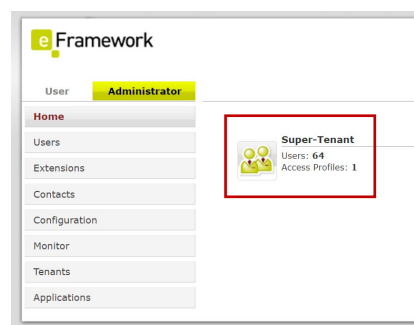 e Framework
User Administrator
Home
Users
Extensions
Contacts
Configuration
Monitor
Tenants
Applications
Super-Tenant
Users: 64
Access Profiles: 1